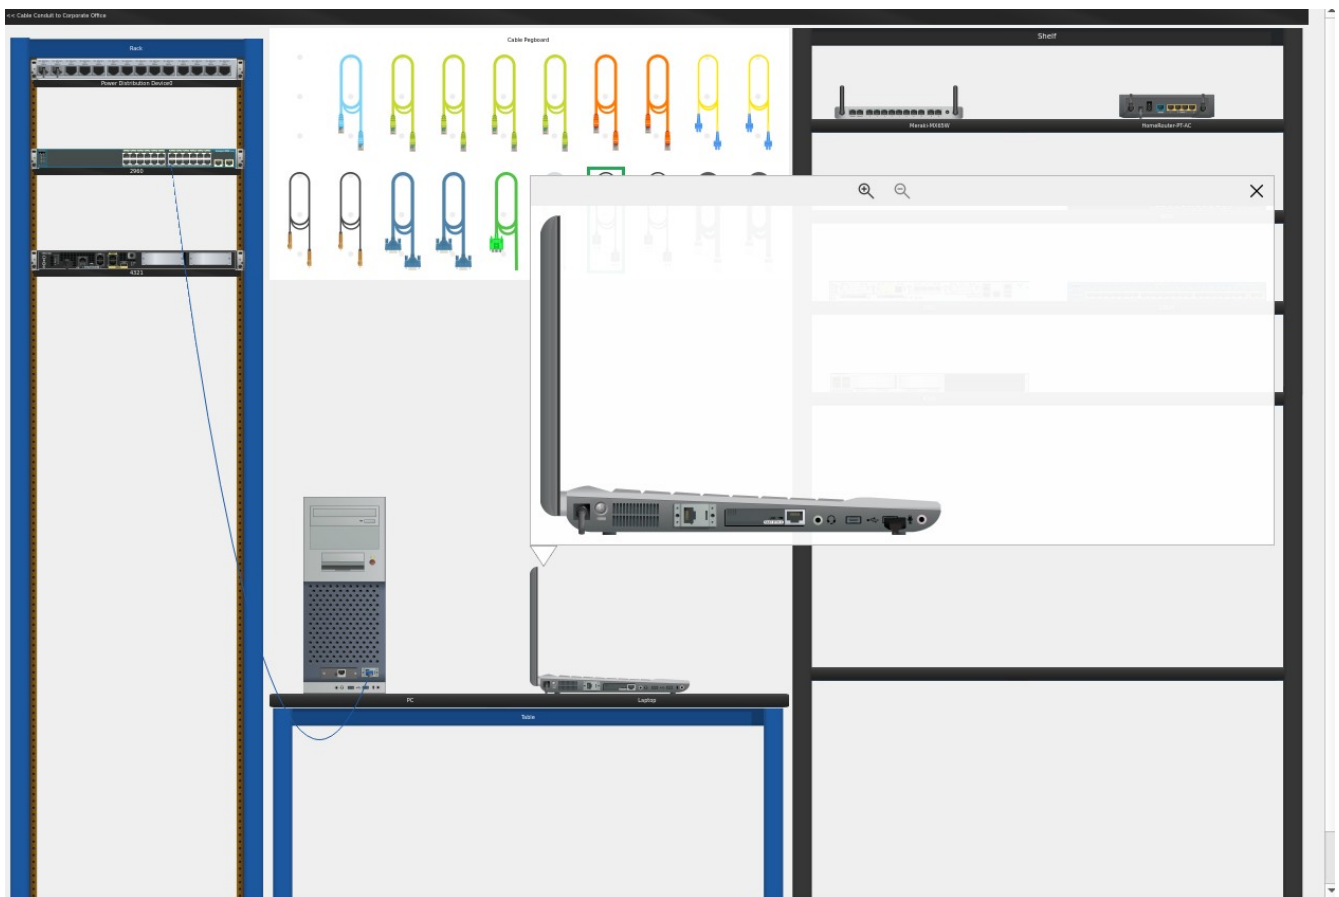 << Cable Conduit to Corporate Office
Rack
Power Distribution Device0
2960
4321
Cable Pegboard
Shelf
Meraki-MX65W
HomeRouter-PT-AC
PC
Laptop
Table